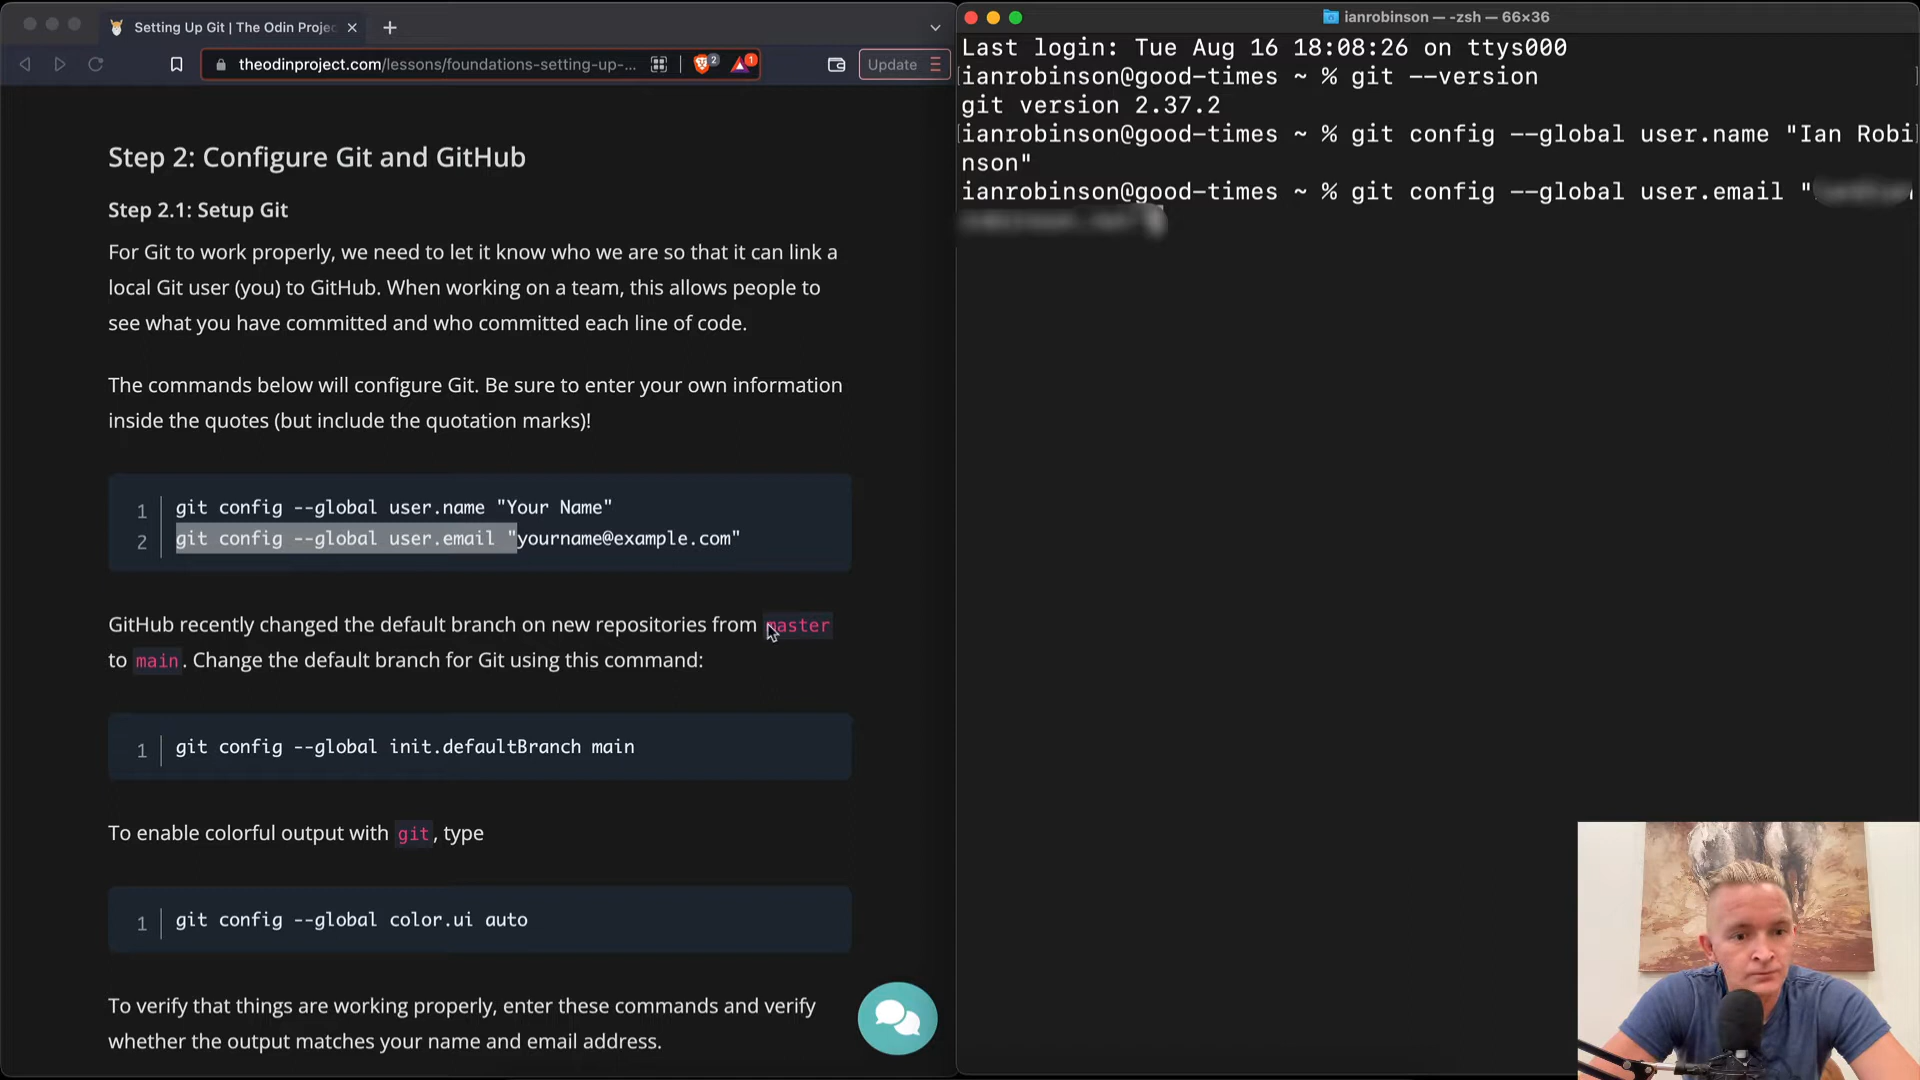 Setting Up Git | The Odin Projec
theodinproject.com/lessons/foundations-setting-up-...
2
1
Update
Step 2: Configure Git and GitHub
Step 2.1: Setup Git
For Git to work properly, we need to let it know who we are so that it can link a
local Git user (you) to GitHub. When working on a team, this allows people to
see what you have committed and who committed each line of code.
The commands below will configure Git. Be sure to enter your own information
inside the quotes (but include the quotation marks)!
1 git config --global user.name "Your Name"
2 git config --global user.email "yourname@example.com"
GitHub recently changed the default branch on new repositories from master
to main. Change the default branch for Git using this command:
1 git config --global init.defaultBranch main
To enable colorful output with git, type
1 git config --global color.ui auto
To verify that things are working properly, enter these commands and verify
whether the output matches your name and email address.
ianrobinson — -zsh — 66×36
Last login: Tue Aug 16 18:08:26 on ttys000
ianrobinson@good-times ~ % git --version
git version 2.37.2
ianrobinson@good-times ~ % git config --global user.name "Ian Robi
nson"
ianrobinson@good-times ~ % git config --global user.email "